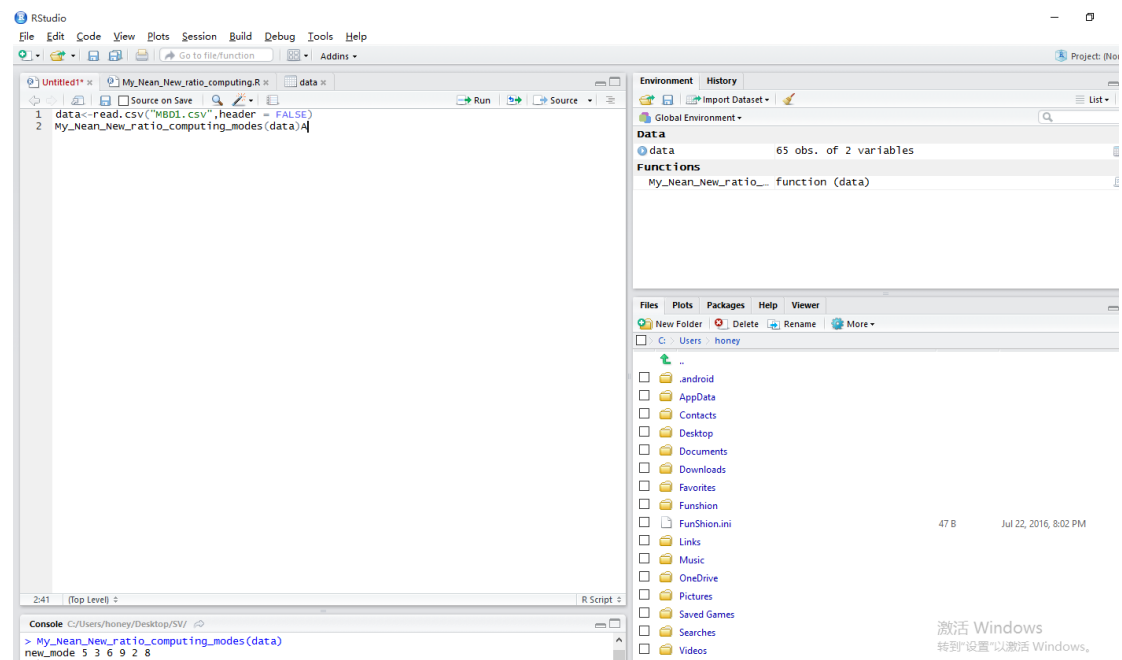 RStudio
File Edit Code View Plots Session Build Debug Tools Help
Go to file/function Addins Project: (Nor
Untitled1* × My_Nean_New_ratio_computing.R × data ×
Source on Save Run Source
1 data<-read.csv("MBD1.csv",header = FALSE)
2 My_Nean_New_ratio_computing_modes(data)A
2:41 (Top Level) R Script
Console C:/Users/honey/Desktop/SV/
> My_Nean_New_ratio_computing_modes(data)
new_mode 5 3 6 9 2 8
Environment History
Import Dataset List
Global Environment
Data
data 65 obs. of 2 variables
Functions
My_Nean_New_ratio_… function (data)
Files Plots Packages Help Viewer
New Folder Delete Rename More
C: Users honey
..
.android
AppData
Contacts
Desktop
Documents
Downloads
Favorites
Funshion
FunShion.ini 47 B Jul 22, 2016, 8:02 PM
Links
Music
OneDrive
Pictures
Saved Games
Searches
Videos
激活 Windows
转到"设置"以激活 Windows。